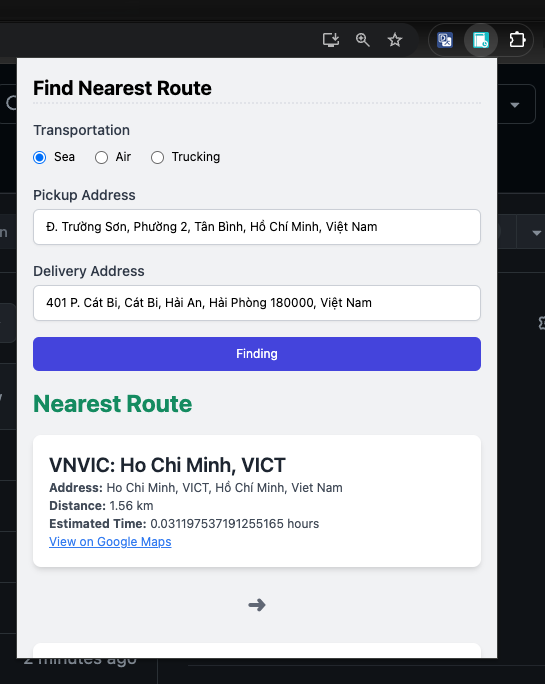 Find Nearest Route
Transportation
Sea Air Trucking
Pickup Address
Đ. Trường Sơn, Phường 2, Tân Bình, Hồ Chí Minh, Việt Nam
Delivery Address
401 P. Cát Bi, Cát Bi, Hải An, Hải Phòng 180000, Việt Nam
Finding
Nearest Route
VNVIC: Ho Chi Minh, VICT
Address: Ho Chi Minh, VICT, Hồ Chí Minh, Viet Nam
Distance: 1.56 km
Estimated Time: 0.031197537191255165 hours
View on Google Maps
➜
2 minutes ago